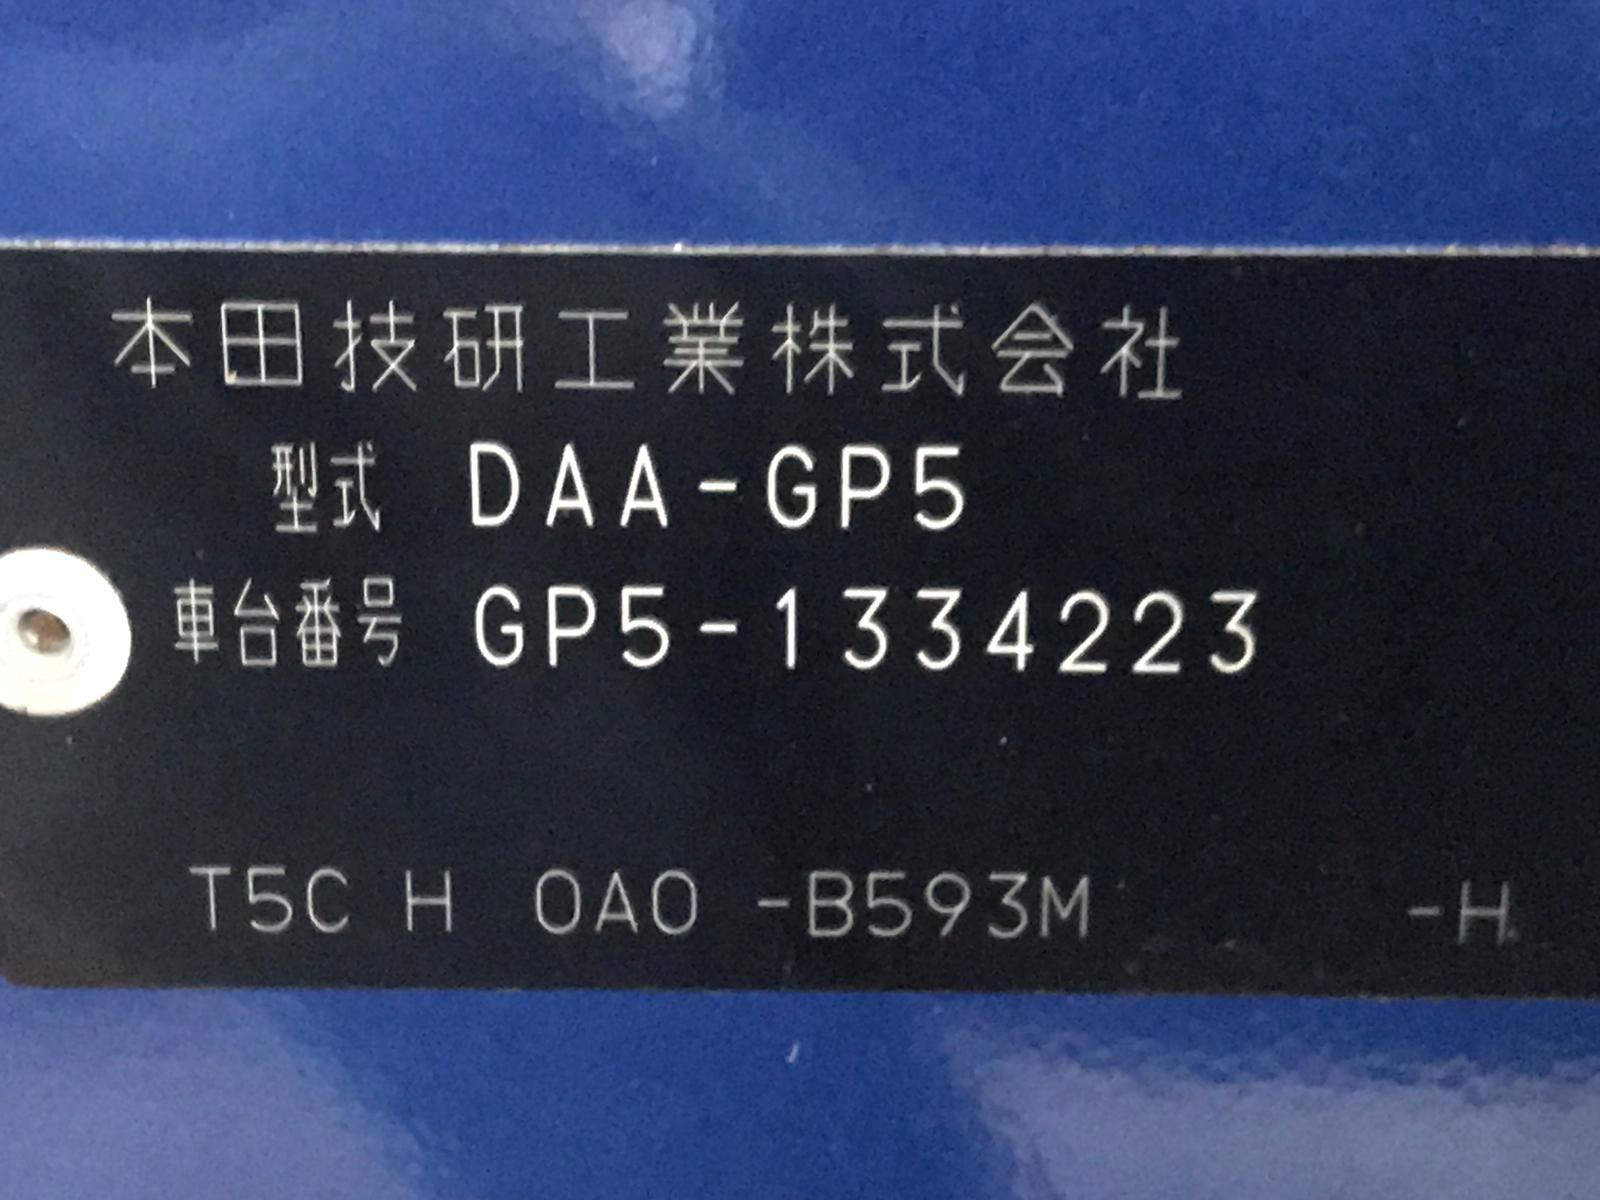 本田技研工業株式会社
型式 DAA-GP5
車台番号 GP5-1334223
T5C H 0A0 -B593M -H